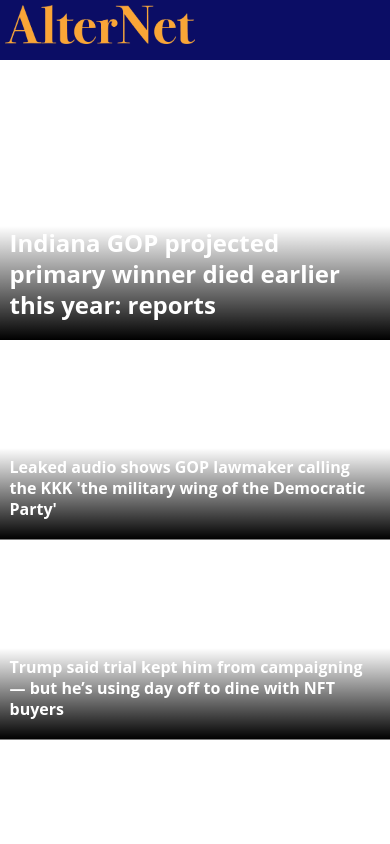 AlterNet
Indiana GOP projected
primary winner died earlier
this year: reports
Leaked audio shows GOP lawmaker calling
the KKK 'the military wing of the Democratic
Party'
Trump said trial kept him from campaigning
— but he’s using day off to dine with NFT
buyers